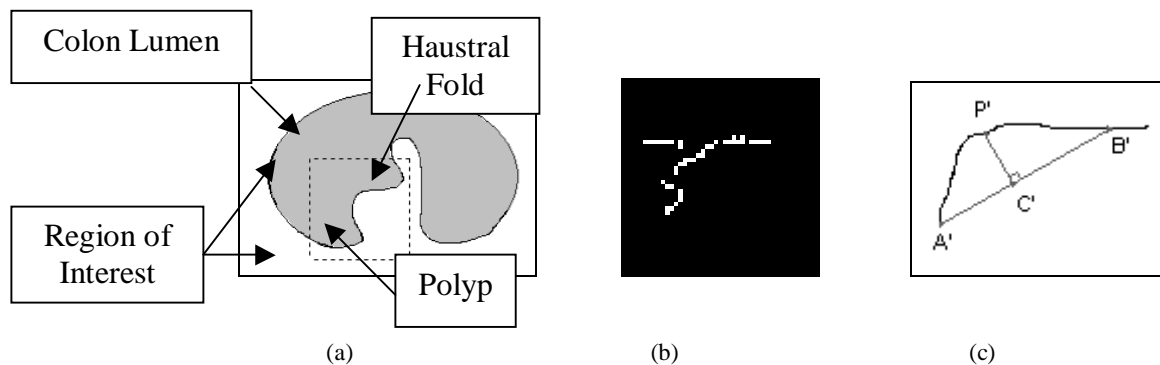 Colon Lumen
Haustral
Fold
Region of
Interest
Polyp
P'
B'
C'
A'
(a)
(b)
(c)